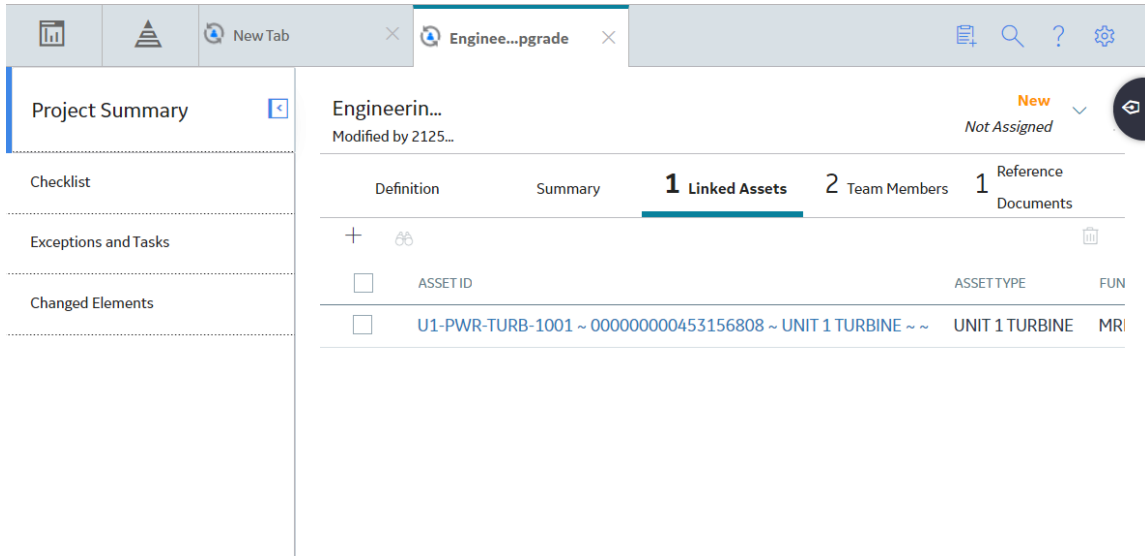 New Tab
Enginee...pgrade
?
Project Summary
Checklist
Exceptions and Tasks
Changed Elements
Engineerin...
Modified by 2125...
New
Not Assigned
Definition
Summary
1 Linked Assets
2 Team Members
1 Reference
Documents
ASSET ID
ASSET TYPE
FUN
U1-PWR-TURB-1001 ~ 000000000453156808 ~ UNIT 1 TURBINE ~ ~
UNIT 1 TURBINE
MRI